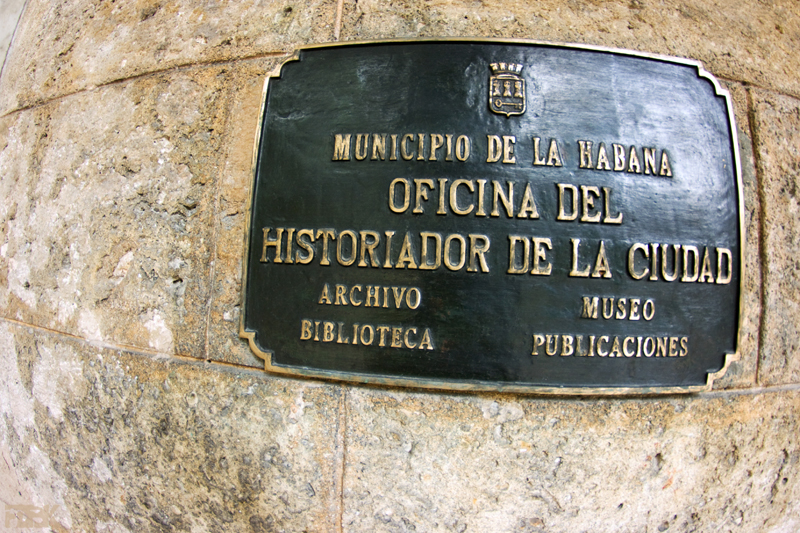 MUNICIPIO DE LA HABANA
OFICINA DEL
HISTORIADOR DE LA CIUDAD
ARCHIVO MUSEO
BIBLIOTECA PUBLICACIONES